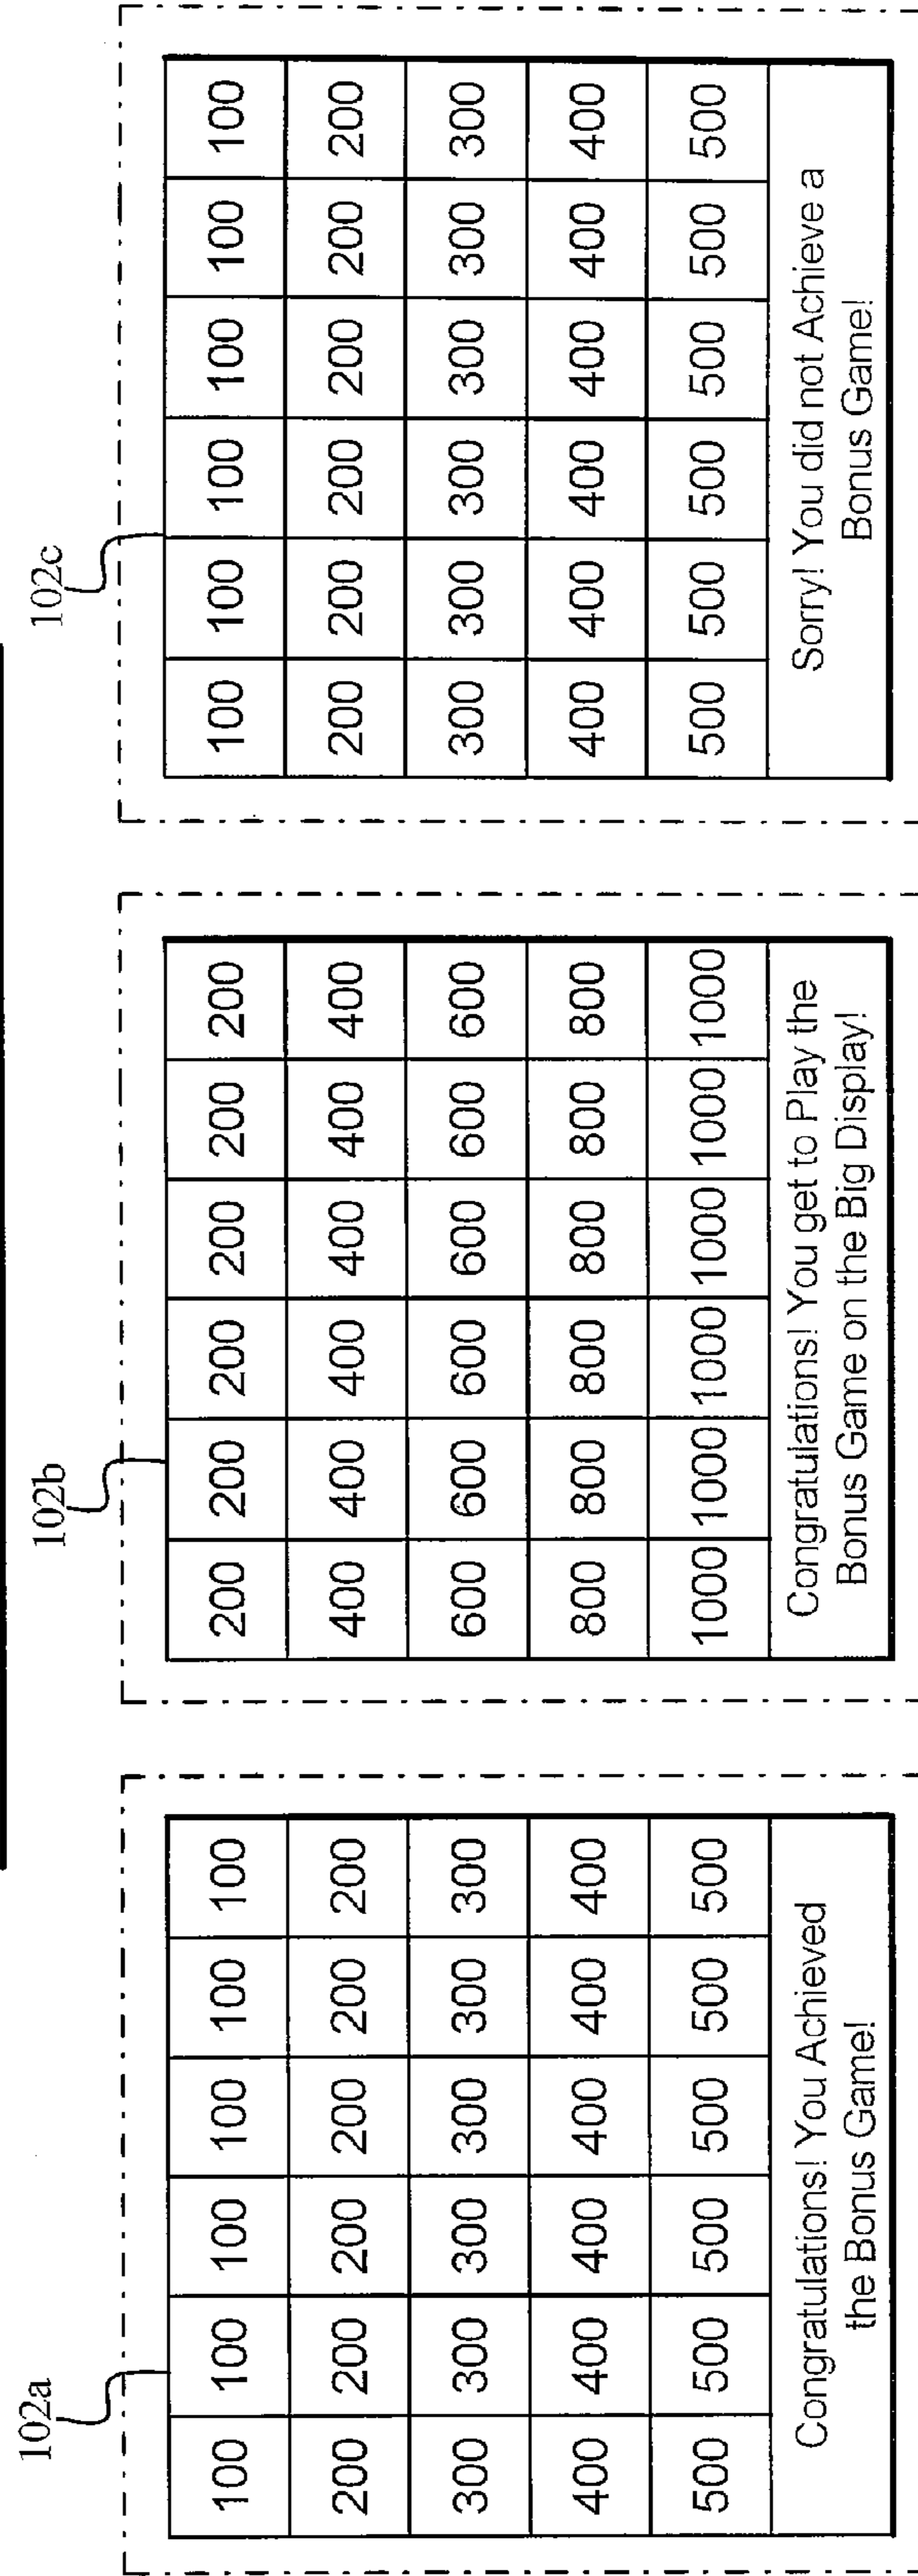 102a
100 100 100 100 100 100
200 200 200 200 200 200
300 300 300 300 300 300
400 400 400 400 400 400
500 500 500 500 500 500
Congratulations! You Achieved
the Bonus Game!
102b
200 200 200 200 200 200
400 400 400 400 400 400
600 600 600 600 600 600
800 800 800 800 800 800
1000 1000 1000 1000 1000 1000
Congratulations! You get to Play the
Bonus Game on the Big Display!
102c
100 100 100 100 100 100
200 200 200 200 200 200
300 300 300 300 300 300
400 400 400 400 400 400
500 500 500 500 500 500
Sorry! You did not Achieve a
Bonus Game!